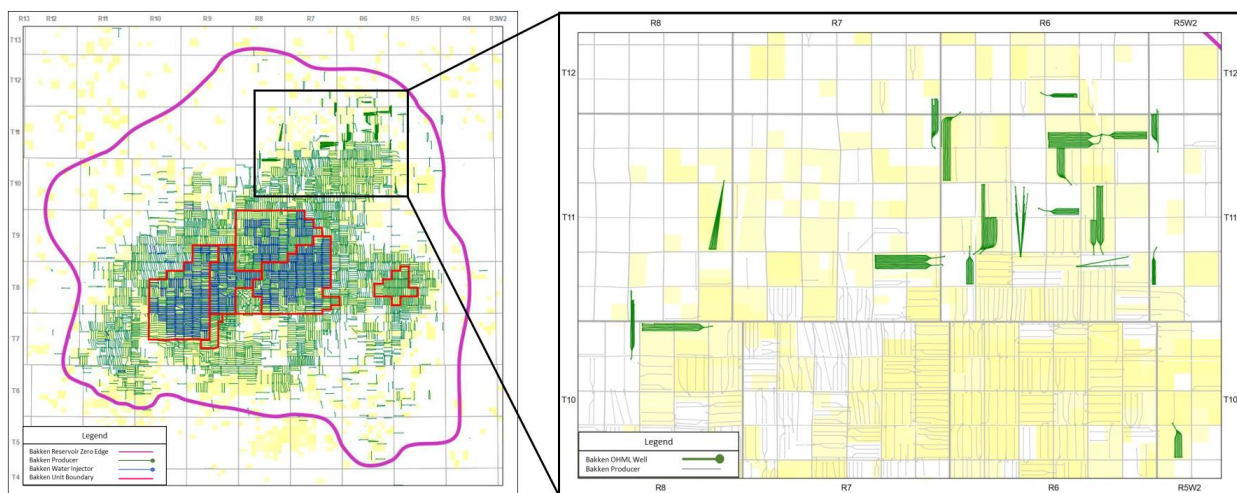 R13 R12 R11 R10 R9 R8 R7 R6 R5 R4 R3W2
T13
T12
T11
T10
T9
T8
T7
T6
T5
T4
Legend
Bakken Reservoir Zero Edge
Bakken Producer
Bakken Water Injector
Bakken Unit Boundary
R8 R7 R6 R5W2
T12 T12
T11 T11
T10 T10
Legend
Bakken OHML Well
Bakken Producer
R8 R7 R6 R5W2